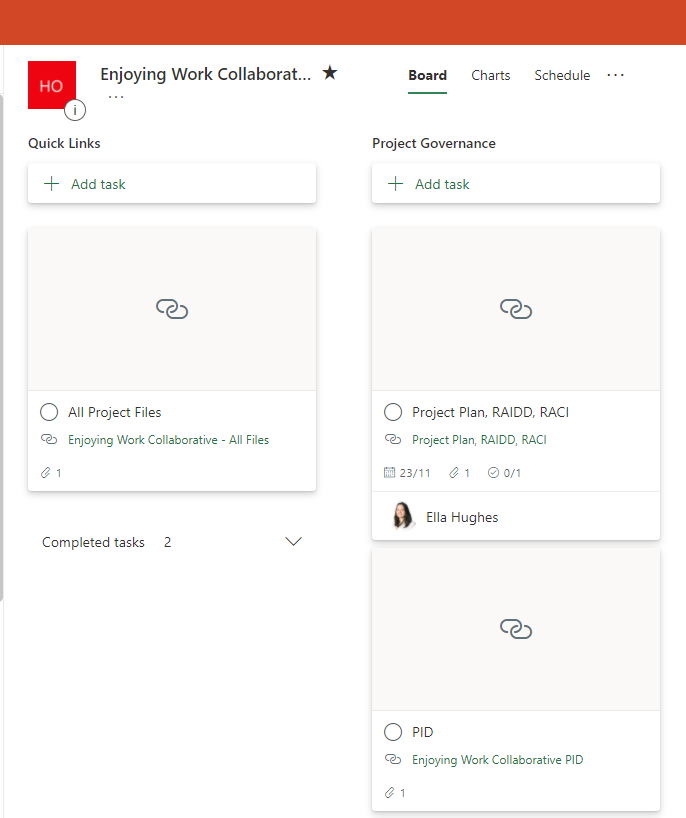 HO
Enjoying Work Collaborat...
Board
Charts
Schedule
Quick Links
Add task
All Project Files
Enjoying Work Collaborative - All Files
1
Completed tasks 2
Project Governance
Add task
Project Plan, RAIDD, RACI
Project Plan, RAIDD, RACI
23/11 1 0/1
Ella Hughes
PID
Enjoying Work Collaborative PID
1